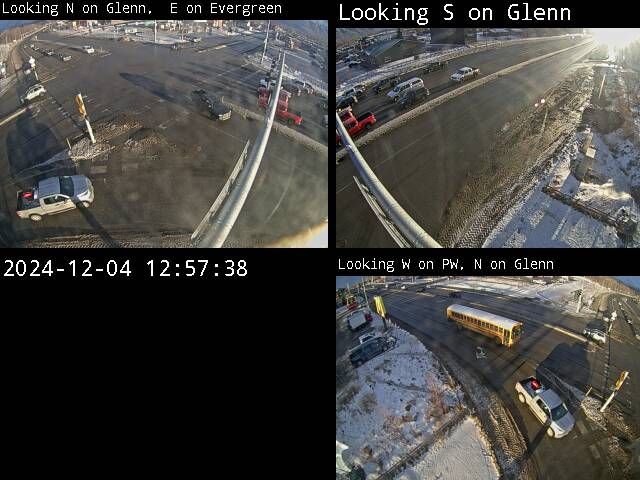 Looking N on Glenn, E on Evergreen
Looking S on Glenn
2024-12-04 12:57:38
Looking W on PW, N on Glenn